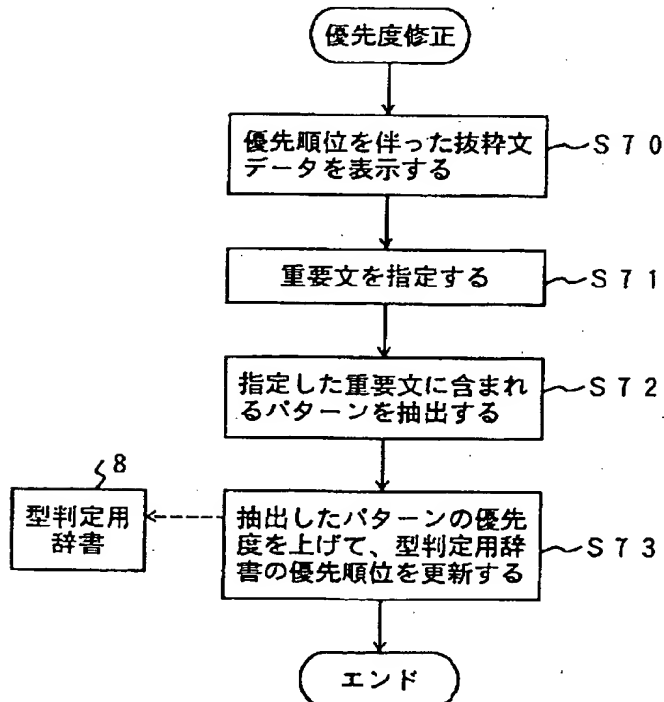 優先度修正
優先順位を伴った抜粋文
データを表示する
S70
重要文を指定する
S71
指定した重要文に含まれ
るパターンを抽出する
S72
8
型判定用
辞書
抽出したパターンの優先
度を上げて、型判定用辞
書の優先順位を更新する
S73
エンド